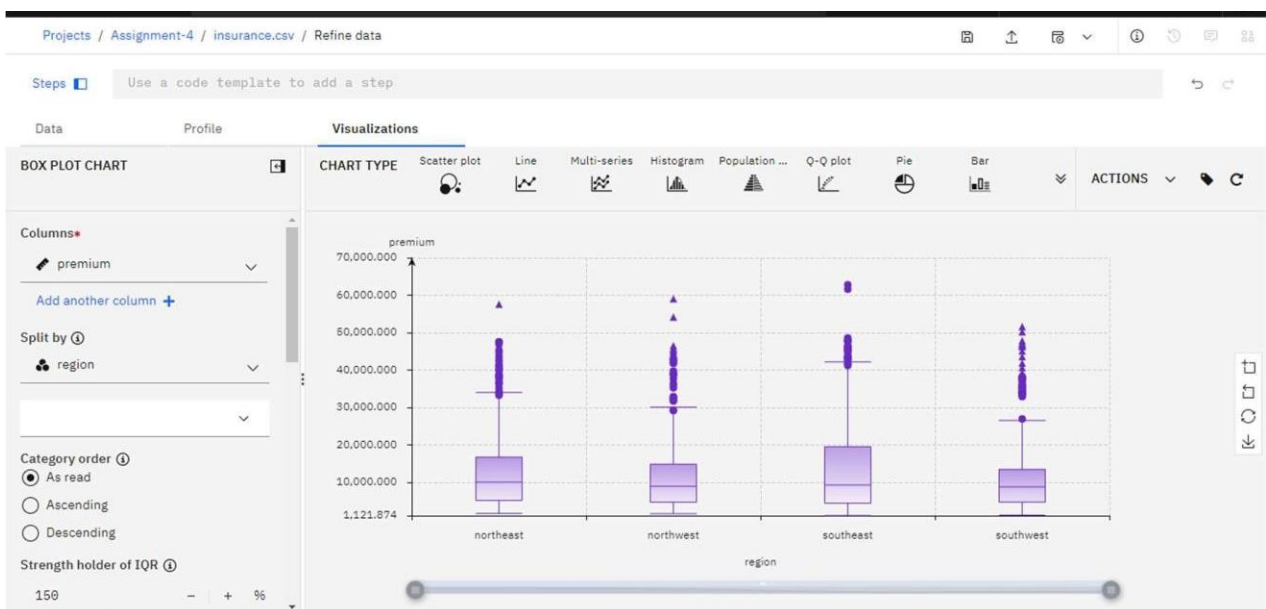 Projects / Assignment-4 / insurance.csv / Refine data
Steps
Use a code template to add a step
Data
Profile
Visualizations
BOX PLOT CHART
CHART TYPE
Scatter plot
Line
Multi-series
Histogram
Population ...
Q-Q plot
Pie
Bar
ACTIONS
Columns*
premium
Add another column +
Split by
region
Category order
As read
Ascending
Descending
Strength holder of IQR
150
- + %
premium
70,000.000
60,000.000
50,000.000
40,000.000
30,000.000
20,000.000
10,000.000
1,121.874
northeast
northwest
southeast
southwest
region